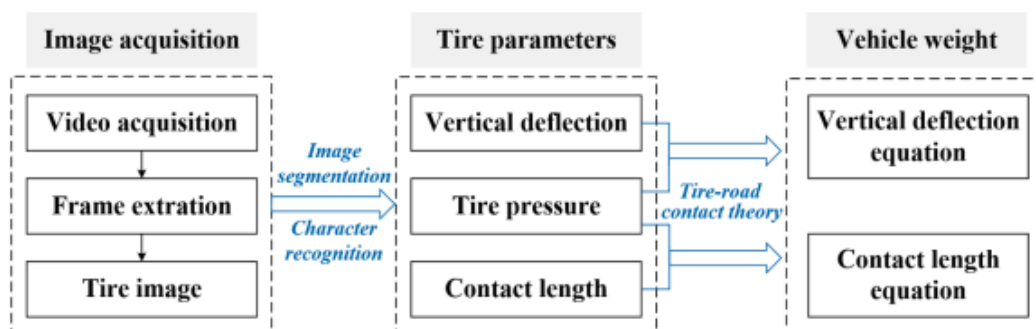 Image acquisition
Video acquisition
Frame extration
Tire image
Image
segmentation
Character
recognition
Tire parameters
Vertical deflection
Tire pressure
Contact length
Tire-road
contact theory
Vehicle weight
Vertical deflection
equation
Contact length
equation